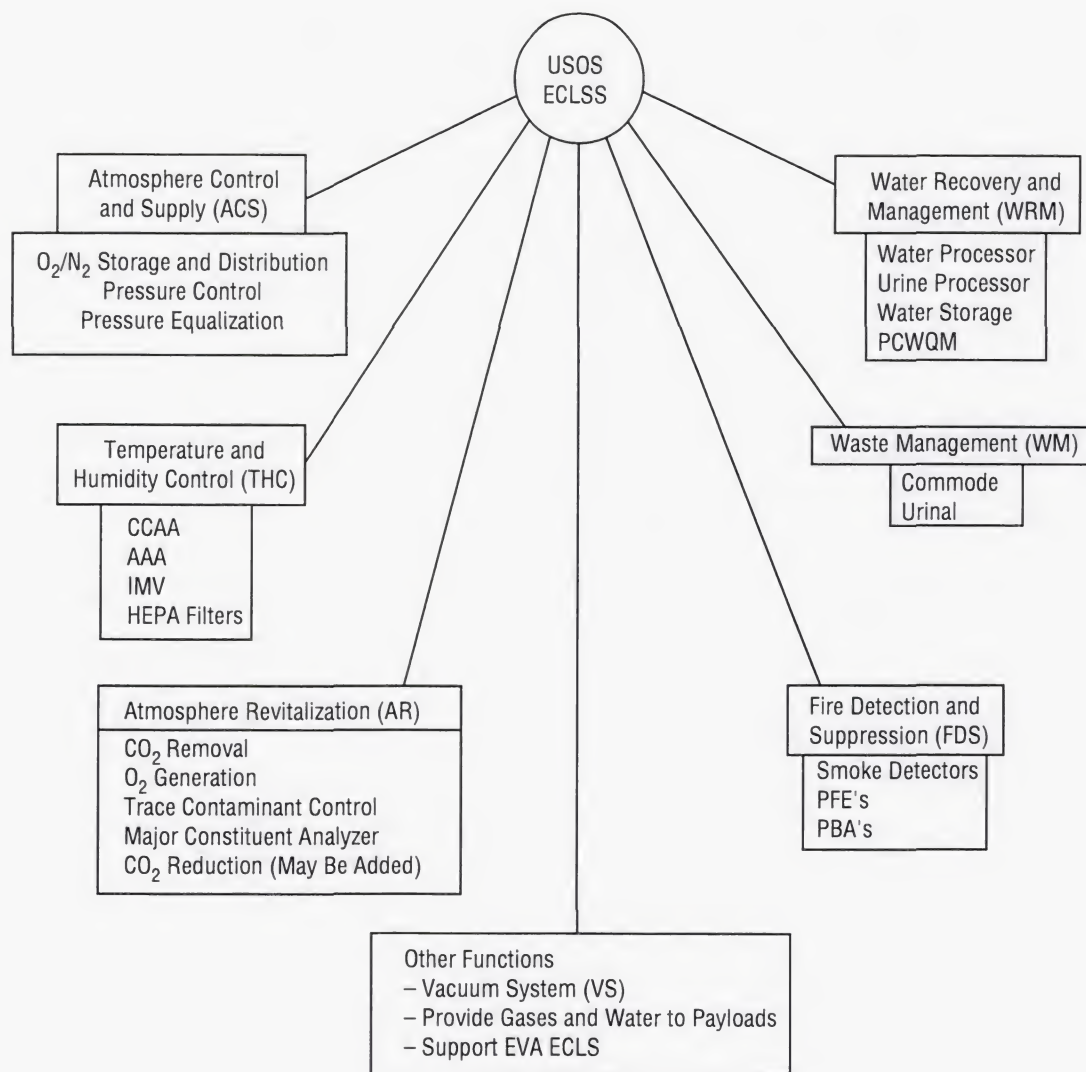 USOS
ECLSS
Atmosphere Control
and Supply (ACS)
O₂/N₂ Storage and Distribution
Pressure Control
Pressure Equalization
Temperature and
Humidity Control (THC)
CCAA
AAA
IMV
HEPA Filters
Atmosphere Revitalization (AR)
CO₂ Removal
O₂ Generation
Trace Contaminant Control
Major Constituent Analyzer
CO₂ Reduction (May Be Added)
Other Functions
– Vacuum System (VS)
– Provide Gases and Water to Payloads
– Support EVA ECLS
Water Recovery and
Management (WRM)
Water Processor
Urine Processor
Water Storage
PCWQM
Waste Management (WM)
Commode
Urinal
Fire Detection and
Suppression (FDS)
Smoke Detectors
PFE's
PBA's